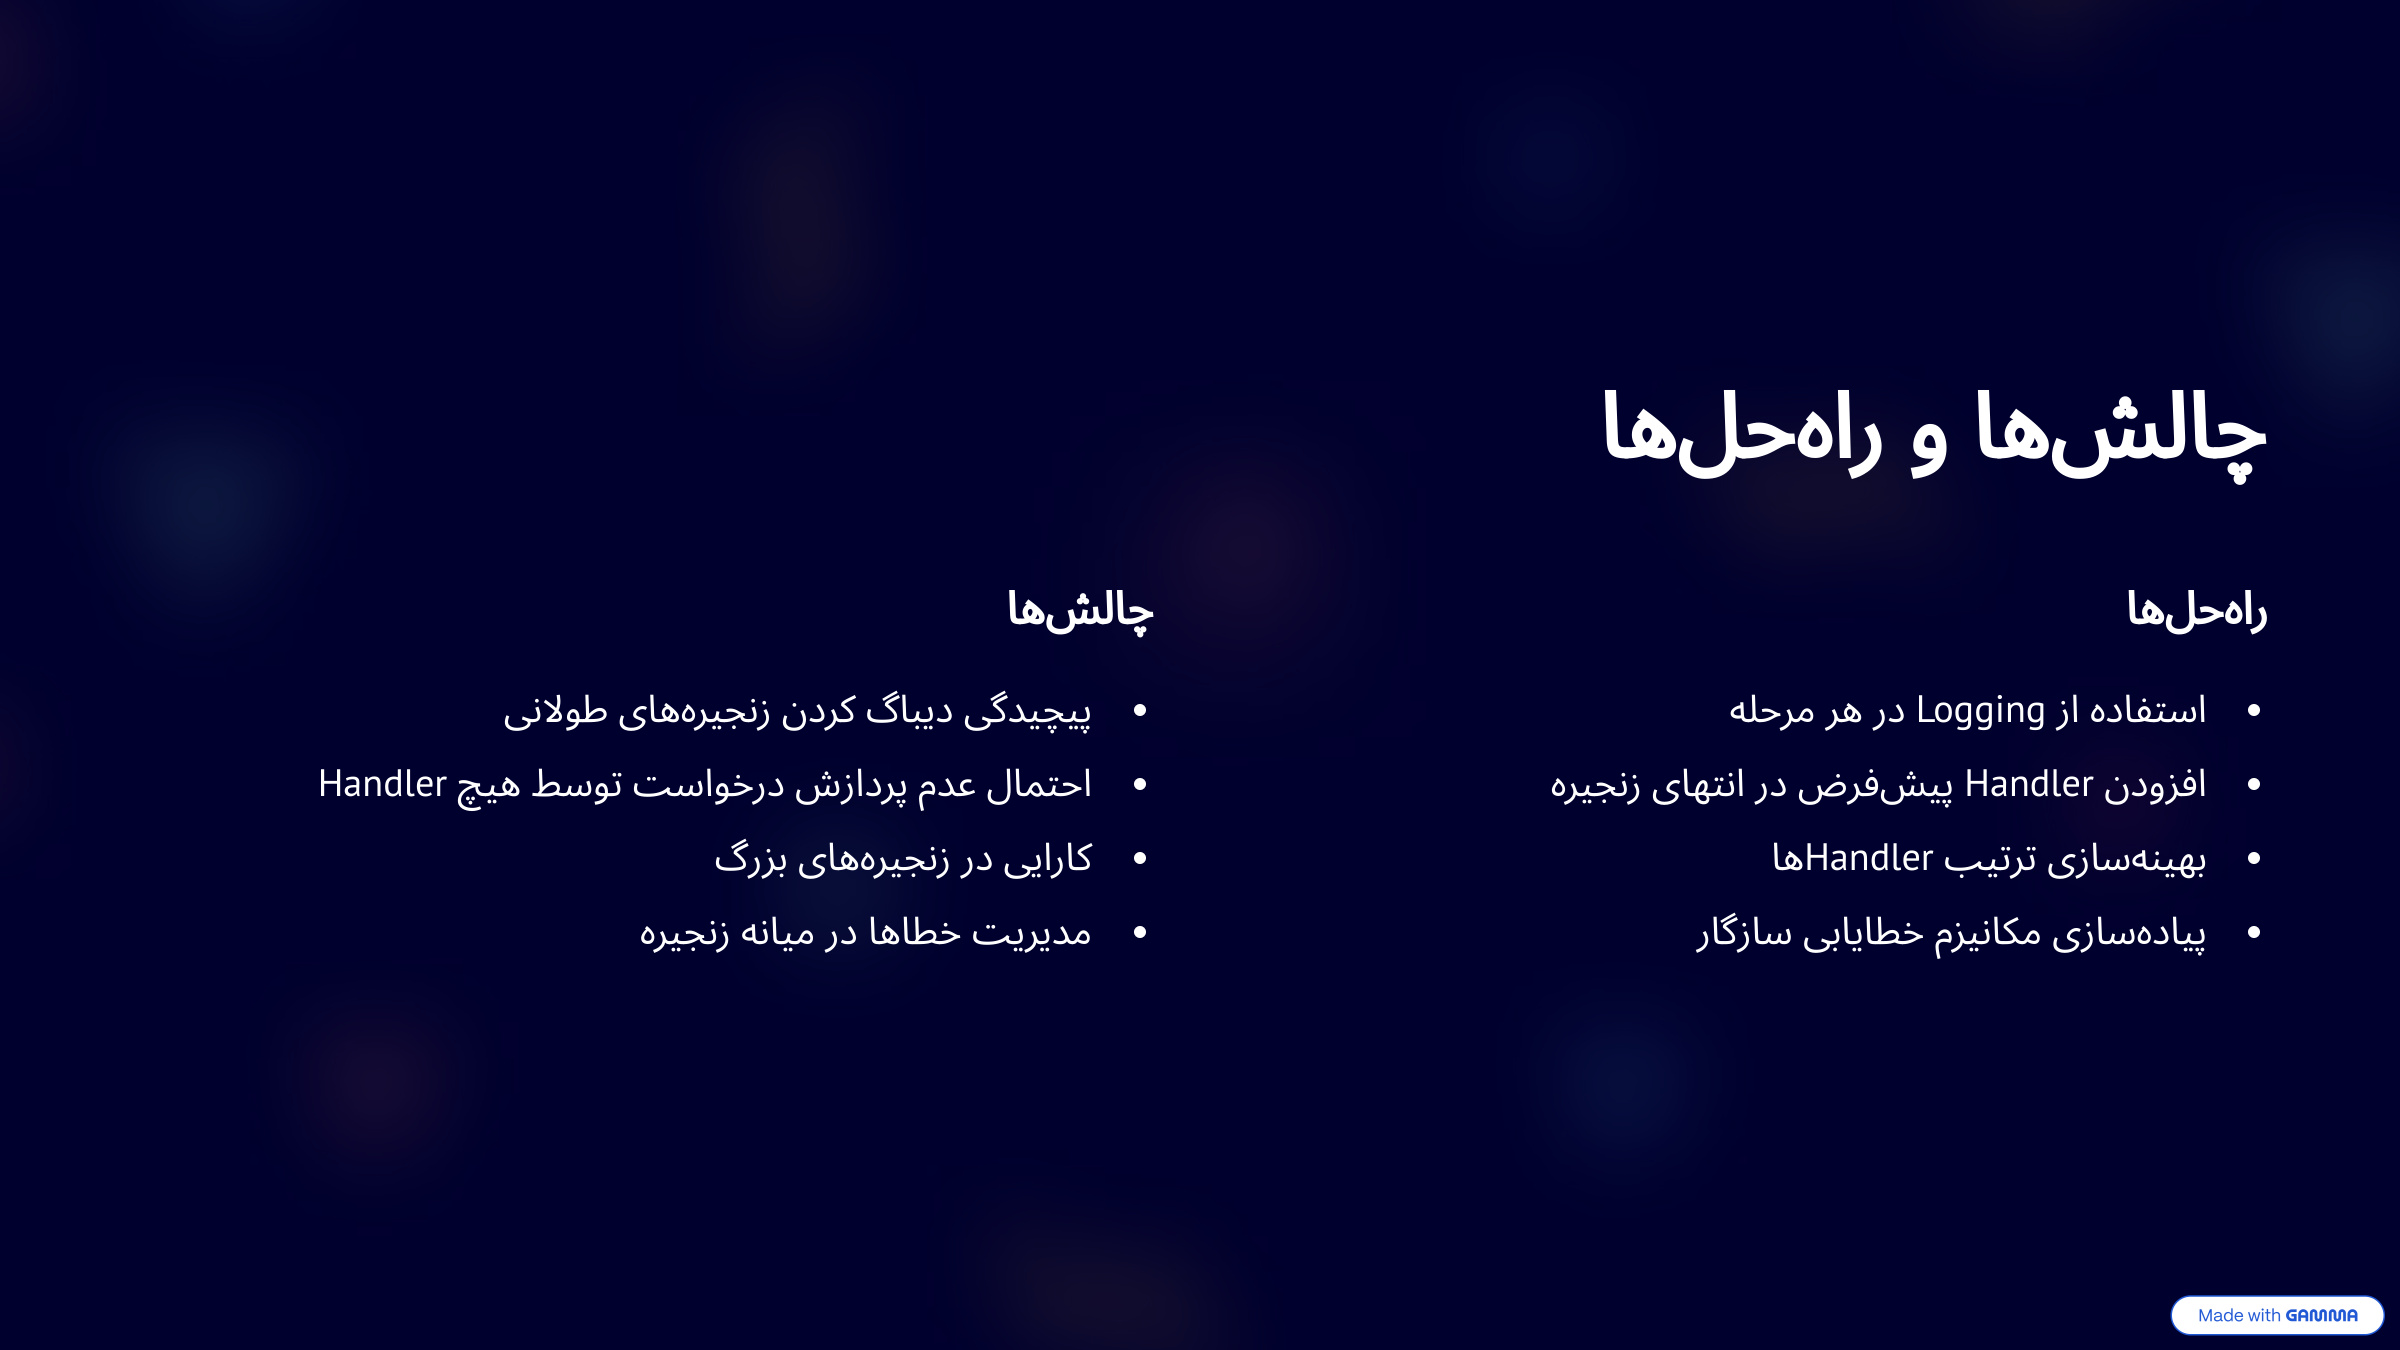 چالش‌ها و راه‌حل‌ها
راه‌حل‌ها
• استفاده از Logging در هر مرحله
• افزودن Handler پیش‌فرض در انتهای زنجیره
• بهینه‌سازی ترتیب Handlerها
• پیاده‌سازی مکانیزم خطایابی سازگار
چالش‌ها
• پیچیدگی دیباگ کردن زنجیره‌های طولانی
• احتمال عدم پردازش درخواست توسط هیچ Handler
• کارایی در زنجیره‌های بزرگ
• مدیریت خطاها در میانه زنجیره
Made with GAMMA